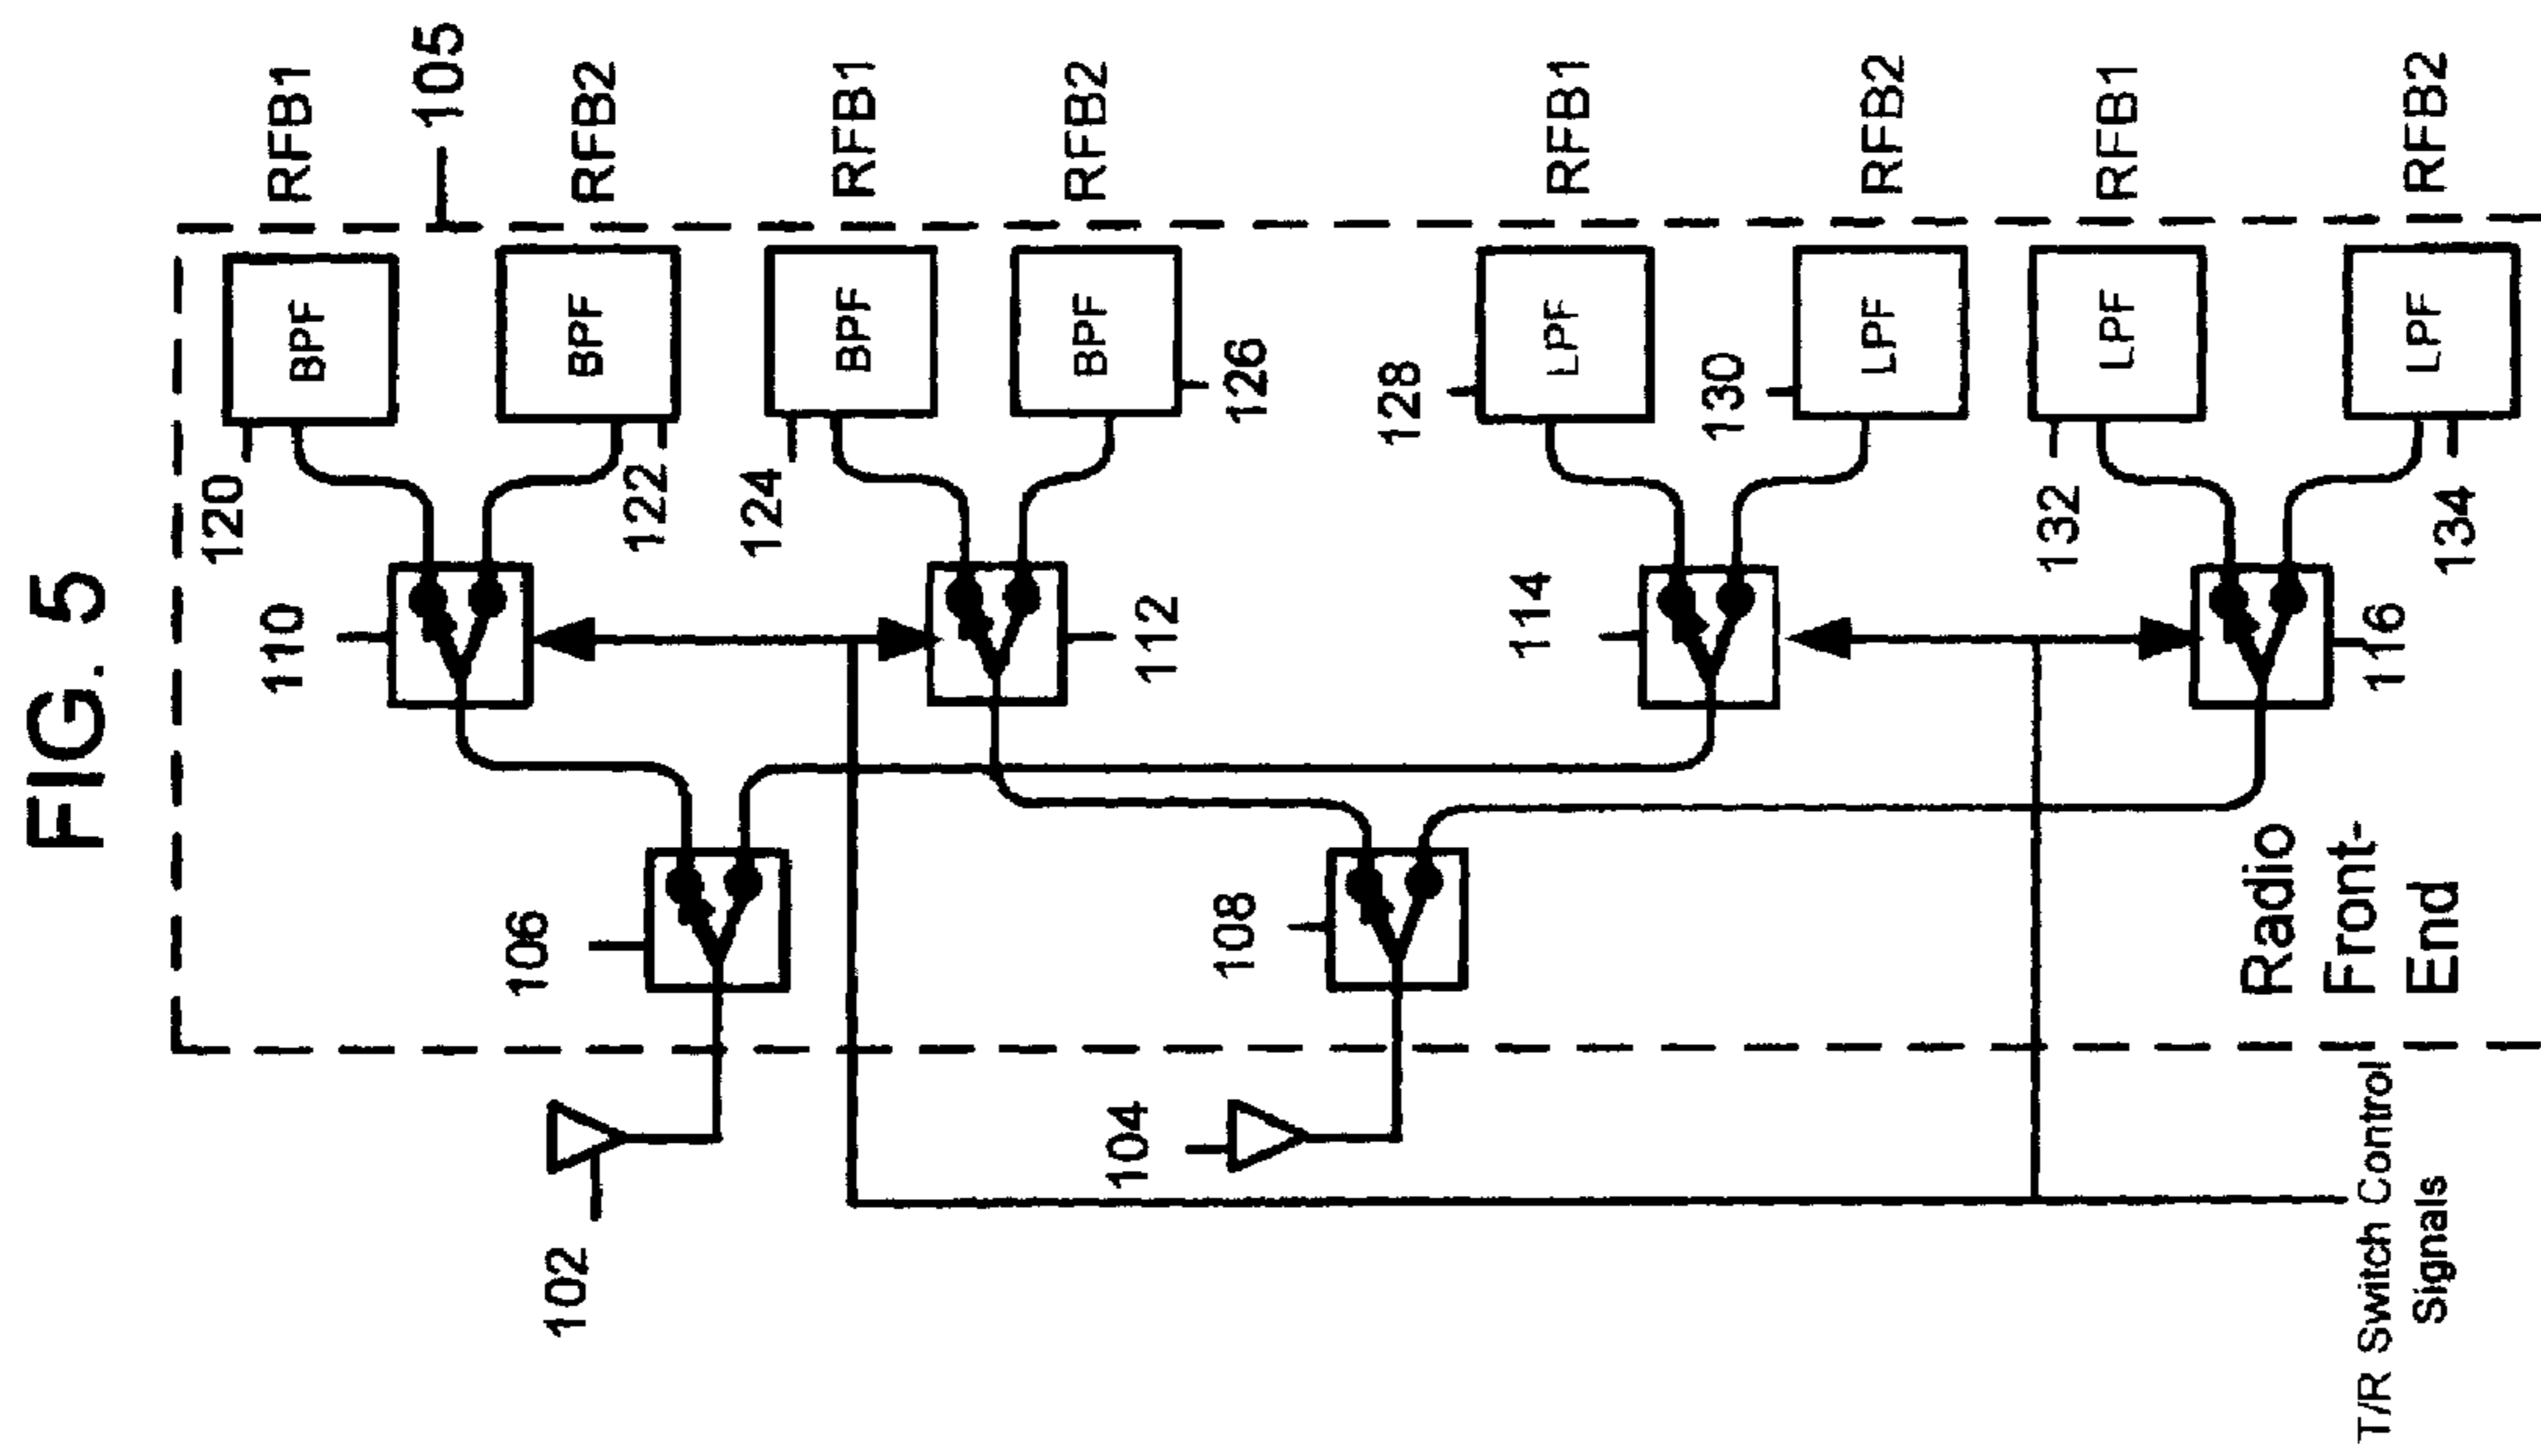 FIG. 5
105
RFB1
RFB2
RFB1
RFB2
RFB1
RFB2
RFB1
RFB2
BPF
BPF
BPF
BPF
LPF
LPF
LPF
LPF
120
122
124
126
128
130
132
134
110
112
114
116
106
108
Radio
Front-
End
102
104
T/R Switch Control
Signals